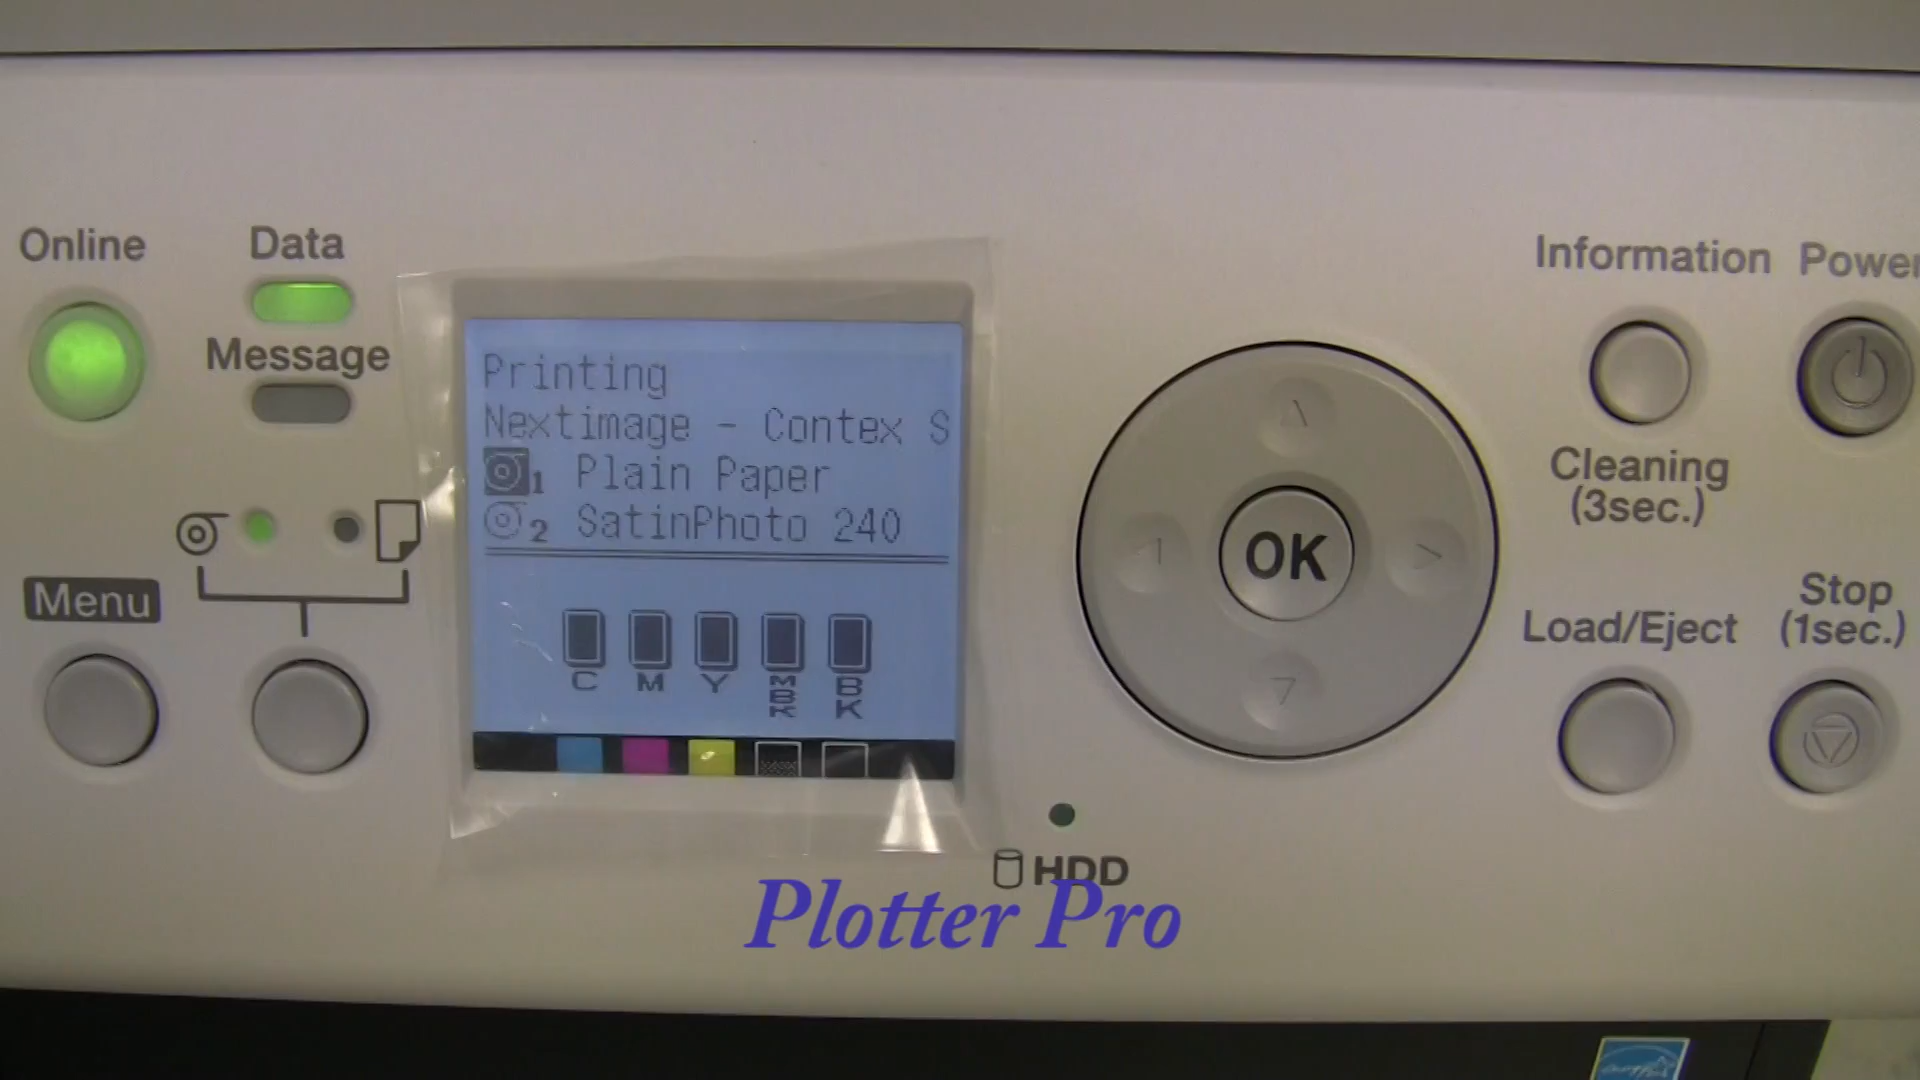 Online
Data
Message
Menu
Printing
Nextimage - Contex S
1 Plain Paper
2 SatinPhoto 240
C M Y MBK BK
OK
Information
Power
Cleaning
(3sec.)
Load/Eject
Stop
(1sec.)
HDD
Plotter Pro